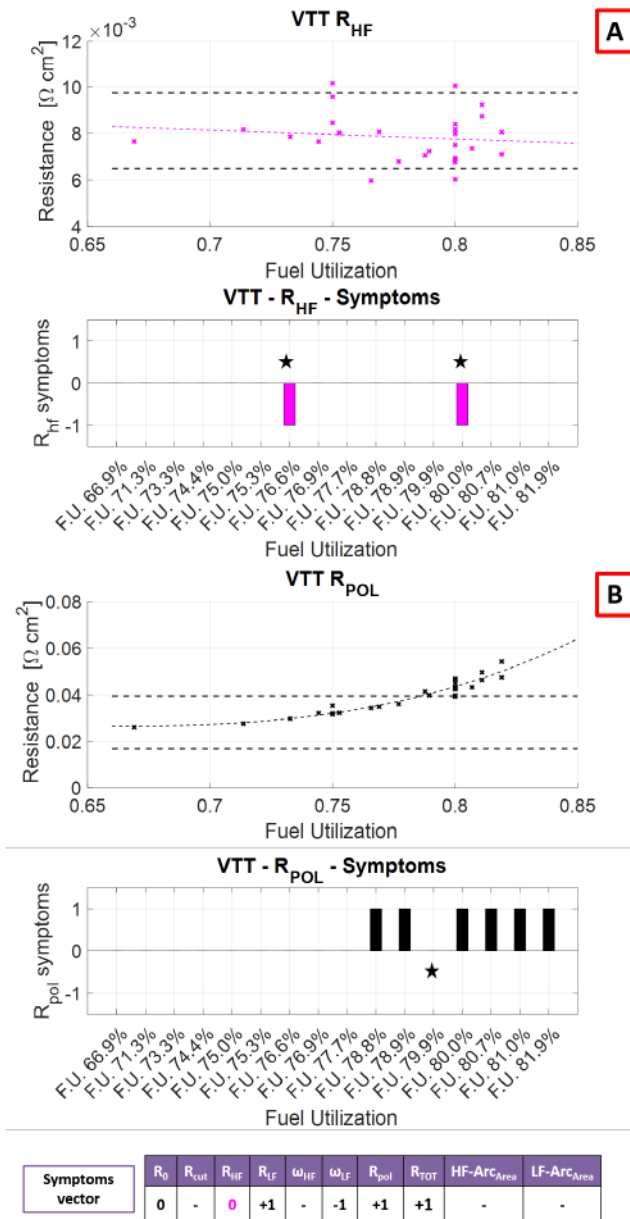 VTT R_HF
A
×10^-3
12
10
8
6
4
Resistance [Ω cm²]
0.65 0.7 0.75 0.8 0.85
Fuel Utilization
VTT - R_HF - Symptoms
1
0
-1
R_hf symptoms
★ ★
F.U. 66.9% F.U. 71.3% F.U. 73.3% F.U. 74.4% F.U. 75.0% F.U. 75.3% F.U. 76.6% F.U. 76.9% F.U. 77.7% F.U. 78.8% F.U. 78.9% F.U. 79.9% F.U. 80.0% F.U. 80.7% F.U. 81.0% F.U. 81.9%
Fuel Utilization
VTT R_POL
B
0.08
0.06
0.04
0.02
0
Resistance [Ω cm²]
0.65 0.7 0.75 0.8 0.85
Fuel Utilization
VTT - R_POL - Symptoms
1
0
-1
R_pol symptoms
★
F.U. 66.9% F.U. 71.3% F.U. 73.3% F.U. 74.4% F.U. 75.0% F.U. 75.3% F.U. 76.6% F.U. 76.9% F.U. 77.7% F.U. 78.8% F.U. 78.9% F.U. 79.9% F.U. 80.0% F.U. 80.7% F.U. 81.0% F.U. 81.9%
Fuel Utilization
Symptoms
vector
R_0 R_cut R_HF R_LF ω_HF ω_LF R_pol R_TOT HF-Arc_Area LF-Arc_Area
0 - 0 +1 - -1 +1 +1 - -